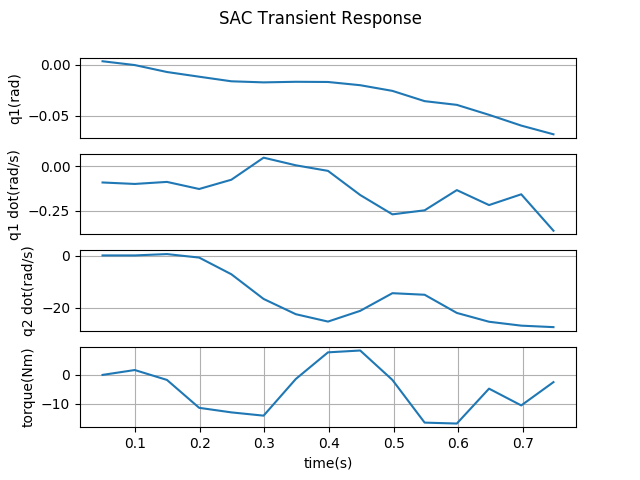 SAC Transient Response
q1(rad)
0.00
−0.05
q1 dot(rad/s)
0.00
−0.25
q2 dot(rad/s)
0
−20
torque(Nm)
0
−10
0.1 0.2 0.3 0.4 0.5 0.6 0.7
time(s)